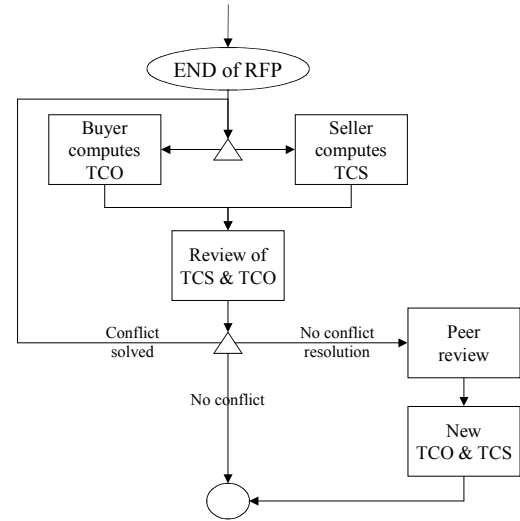 END of RFP
Buyer
computes
TCO
Seller
computes
TCS
Review of
TCS & TCO
Conflict
solved
No conflict
resolution
Peer
review
No conflict
New
TCO & TCS